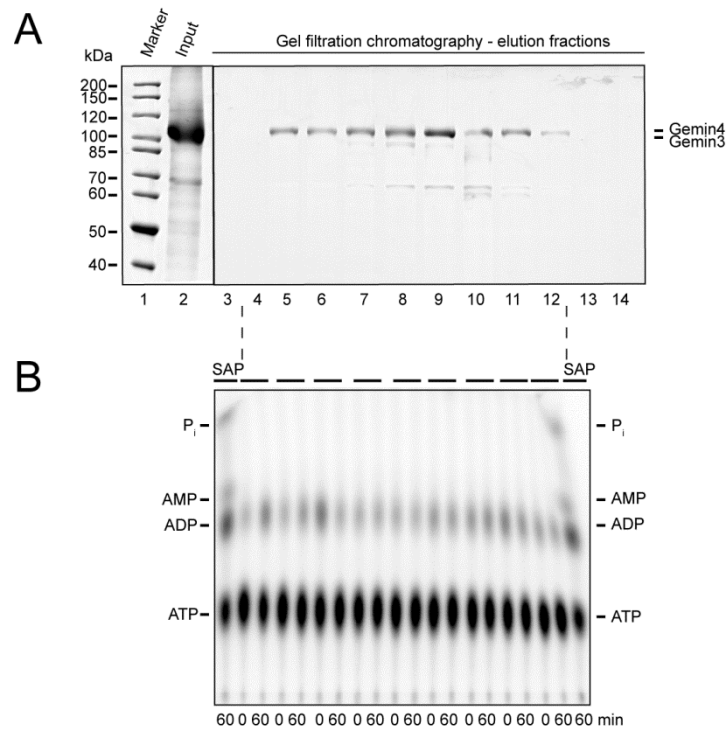 A
Marker
Input
Gel filtration chromatography - elution fractions
kDa
200
150
120
100
85
70
60
50
40
Gemin4
Gemin3
1 2 3 4 5 6 7 8 9 10 11 12 13 14
B
SAP SAP
Pi Pi
AMP AMP
ADP ADP
ATP ATP
60 0 60 0 60 0 60 0 60 0 60 0 60 0 60 0 60 0 60 60 min